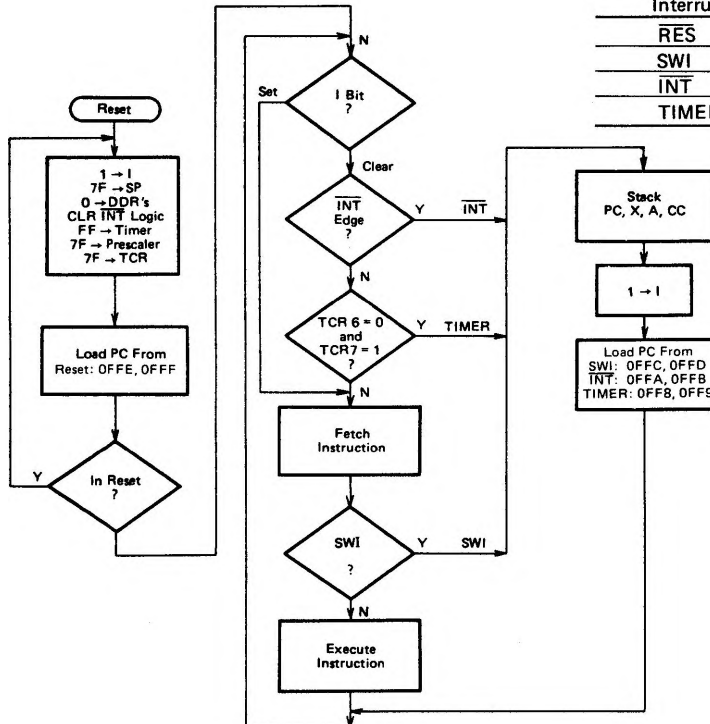 Interru
RES
SWI
INT
TIMER
Reset
1 → I
7F → SP
0 → DDR's
CLR INT Logic
FF → Timer
7F → Prescaler
7F → TCR
Load PC From
Reset: 0FFE, 0FFF
In Reset
?
Y
N
I Bit
?
Set
Clear
INT
Edge
?
Y
INT
N
TCR 6 = 0
and
TCR7 = 1
?
Y
TIMER
N
Fetch
Instruction
SWI
?
Y
SWI
N
Execute
Instruction
Stack
PC, X, A, CC
1 → I
Load PC From
SWI: 0FFC, 0FFD
INT: 0FFA, 0FFB
TIMER: 0FF8, 0FF9